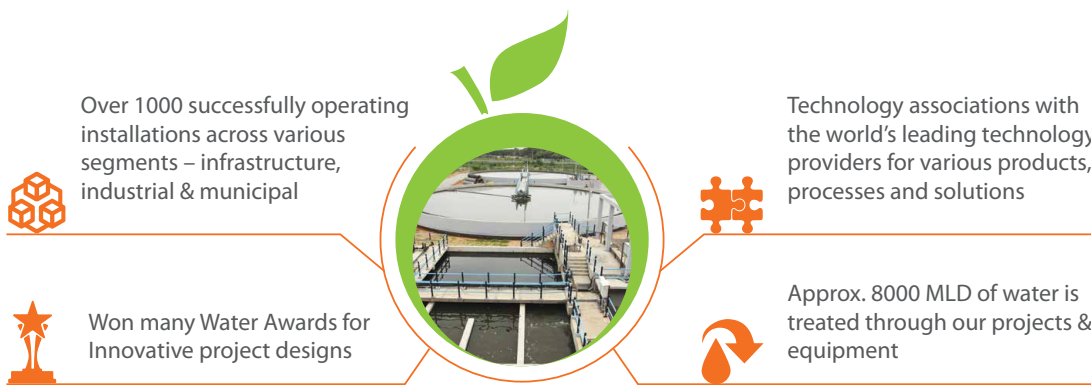 Over 1000 successfully operating
installations across various
segments – infrastructure,
industrial & municipal
Technology associations with
the world’s leading technology
providers for various products,
processes and solutions
Won many Water Awards for
Innovative project designs
Approx. 8000 MLD of water is
treated through our projects &
equipment